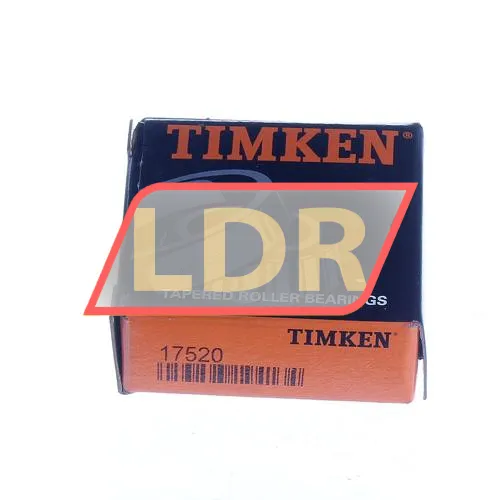 TIMKEN®
LDR
TAPERED ROLLER BEARINGS
TIMKEN
17520